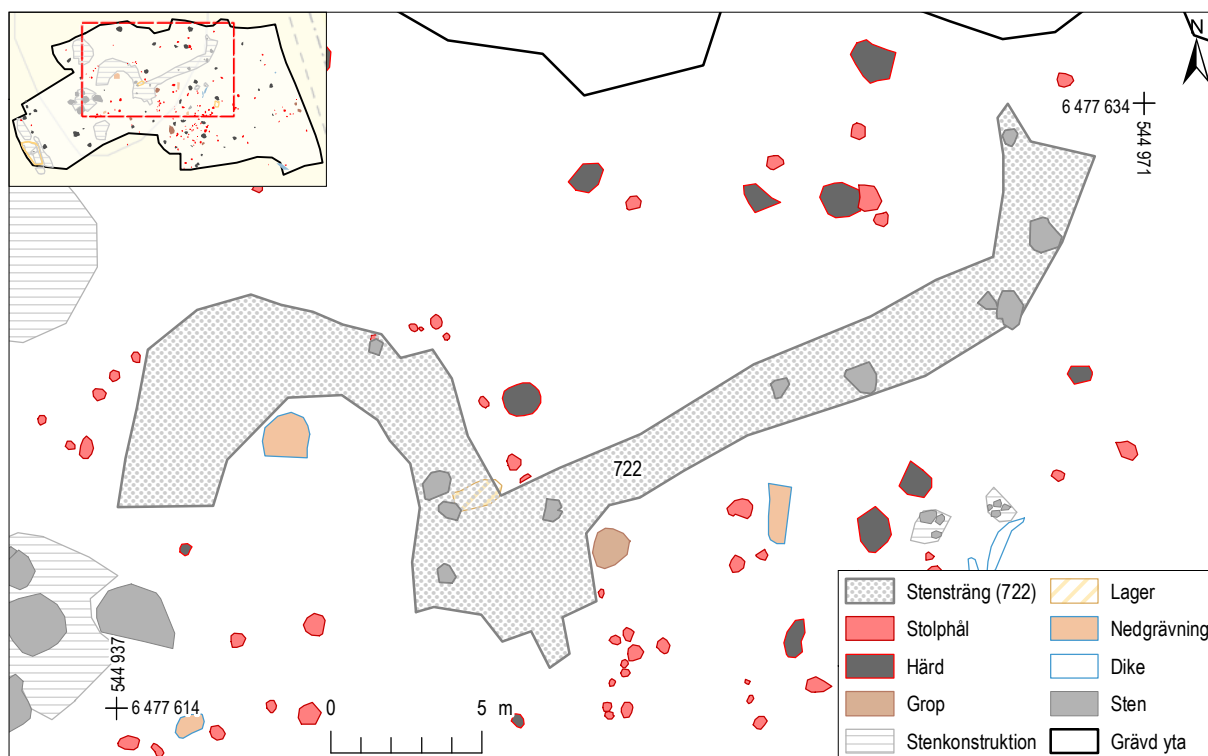 N
6 477 634
544 971
722
544 937
6 477 614
0 5 m
Stensträng (722)
Stolphål
Härd
Grop
Stenkonstruktion
Lager
Nedgrävning
Dike
Sten
Grävd yta